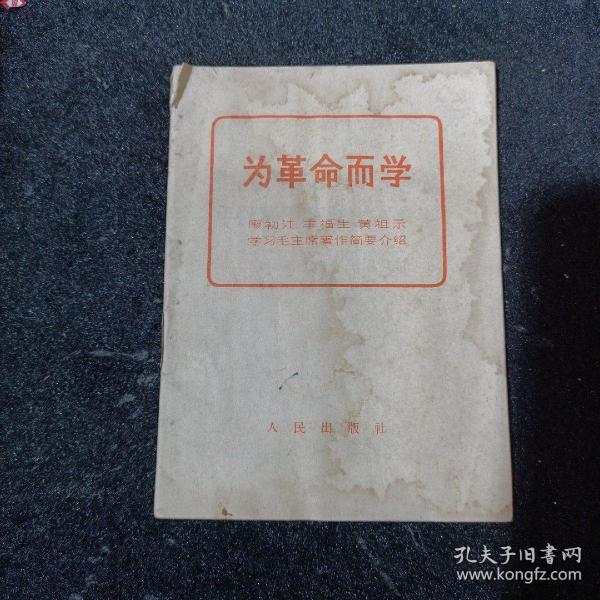 为革命而学
廖初江 丰福生 黄祖示
学习毛主席著作简要介绍
人民出版社
孔夫子旧書网
www.kongfz.com